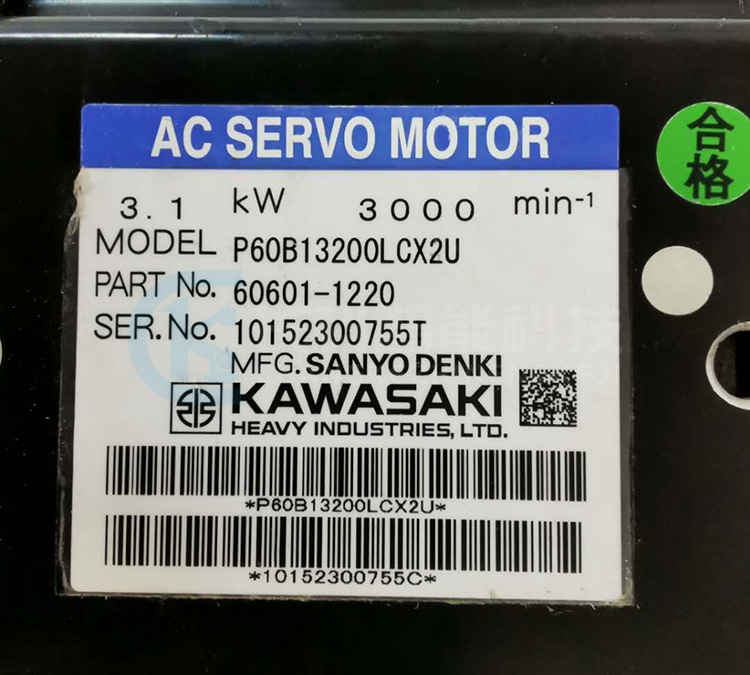 AC SERVO MOTOR
合格
3.1 kW 3000 min-1
MODEL P60B13200LCX2U
PART No. 60601-1220
SER.No. 10152300755T
MFG. SANYO DENKI
KAWASAKI
HEAVY INDUSTRIES, LTD.
*P60B13200LCX2U*
*10152300755C*